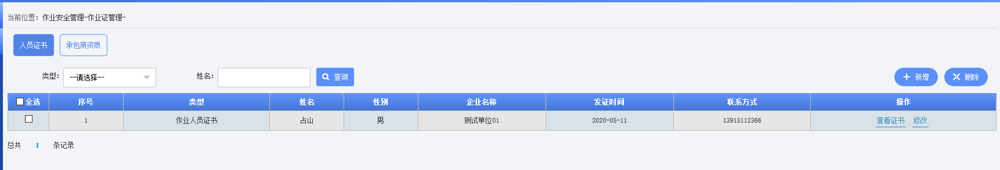 当前位置：作业安全管理-作业证管理-
人员证书 承包商资质
类型： --请选择-- 姓名： 查询 新增 删除
全选 序号 类型 姓名 性别 企业名称 发证时间 联系方式 操作
1 作业人员证书 占山 男 测试单位01 2020-05-11 13915112366 查看证书 修改
总共 1 条记录